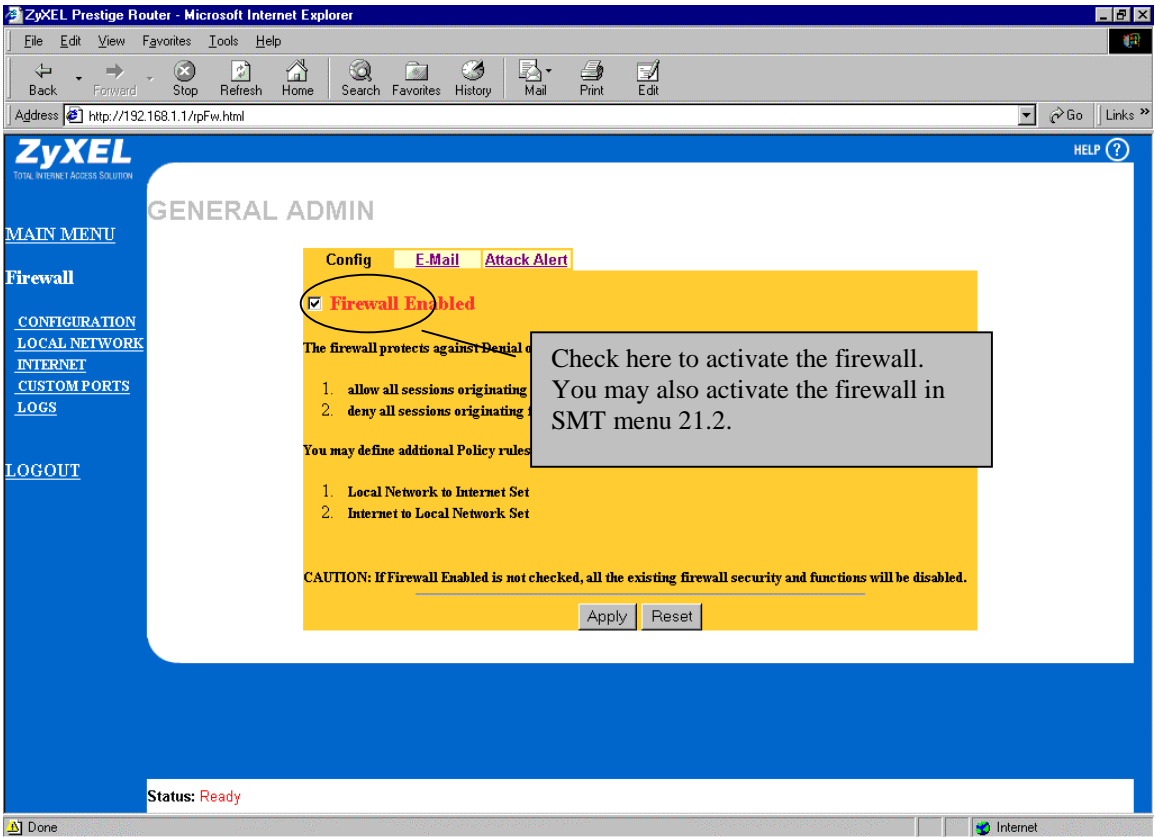 ZyXEL Prestige Router - Microsoft Internet Explorer
File Edit View Favorites Tools Help
Back Forward Stop Refresh Home Search Favorites History Mail Print Edit
Address http://192.168.1.1/rpFw.html Go Links »
ZyXEL
TOTAL INTERNET ACCESS SOLUTION
HELP ?
GENERAL ADMIN
MAIN MENU
Firewall
CONFIGURATION
LOCAL NETWORK
INTERNET
CUSTOM PORTS
LOGS
LOGOUT
Config E-Mail Attack Alert
Firewall Enabled
The firewall protects against Denial o
1. allow all sessions originating
2. deny all sessions originating f
You may define addtional Policy rules
1. Local Network to Internet Set
2. Internet to Local Network Set
CAUTION: If Firewall Enabled is not checked, all the existing firewall security and functions will be disabled.
Apply Reset
Check here to activate the firewall.
You may also activate the firewall in
SMT menu 21.2.
Status: Ready
Done Internet